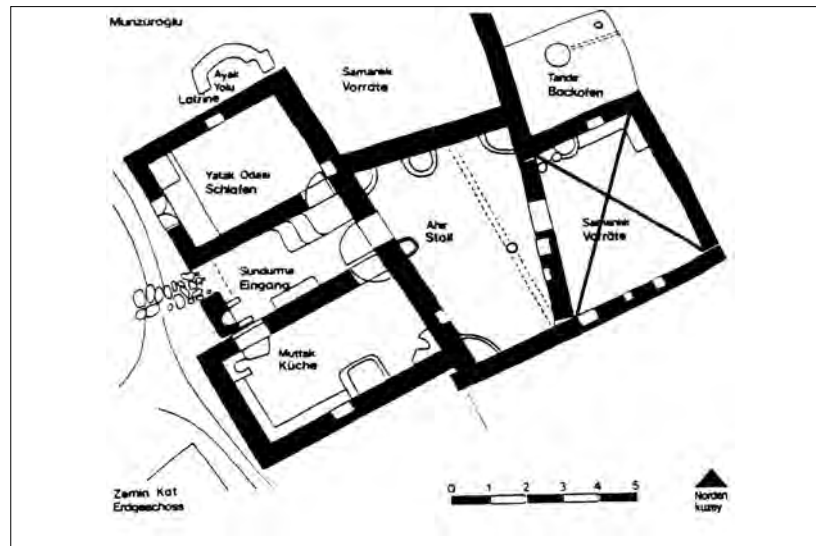 Munzuroğlu
Ayak
Yolu
Latrine
Samanlık
Vorräte
Tandır
Backofen
Yatak Odası
Schlafen
Ahır
Stall
Samanlık
Vorräte
Sundurma
Eingang
Mutfak
Küche
Zemin Kat
Erdgeschoss
0 1 2 3 4 5
Norden
kuzey